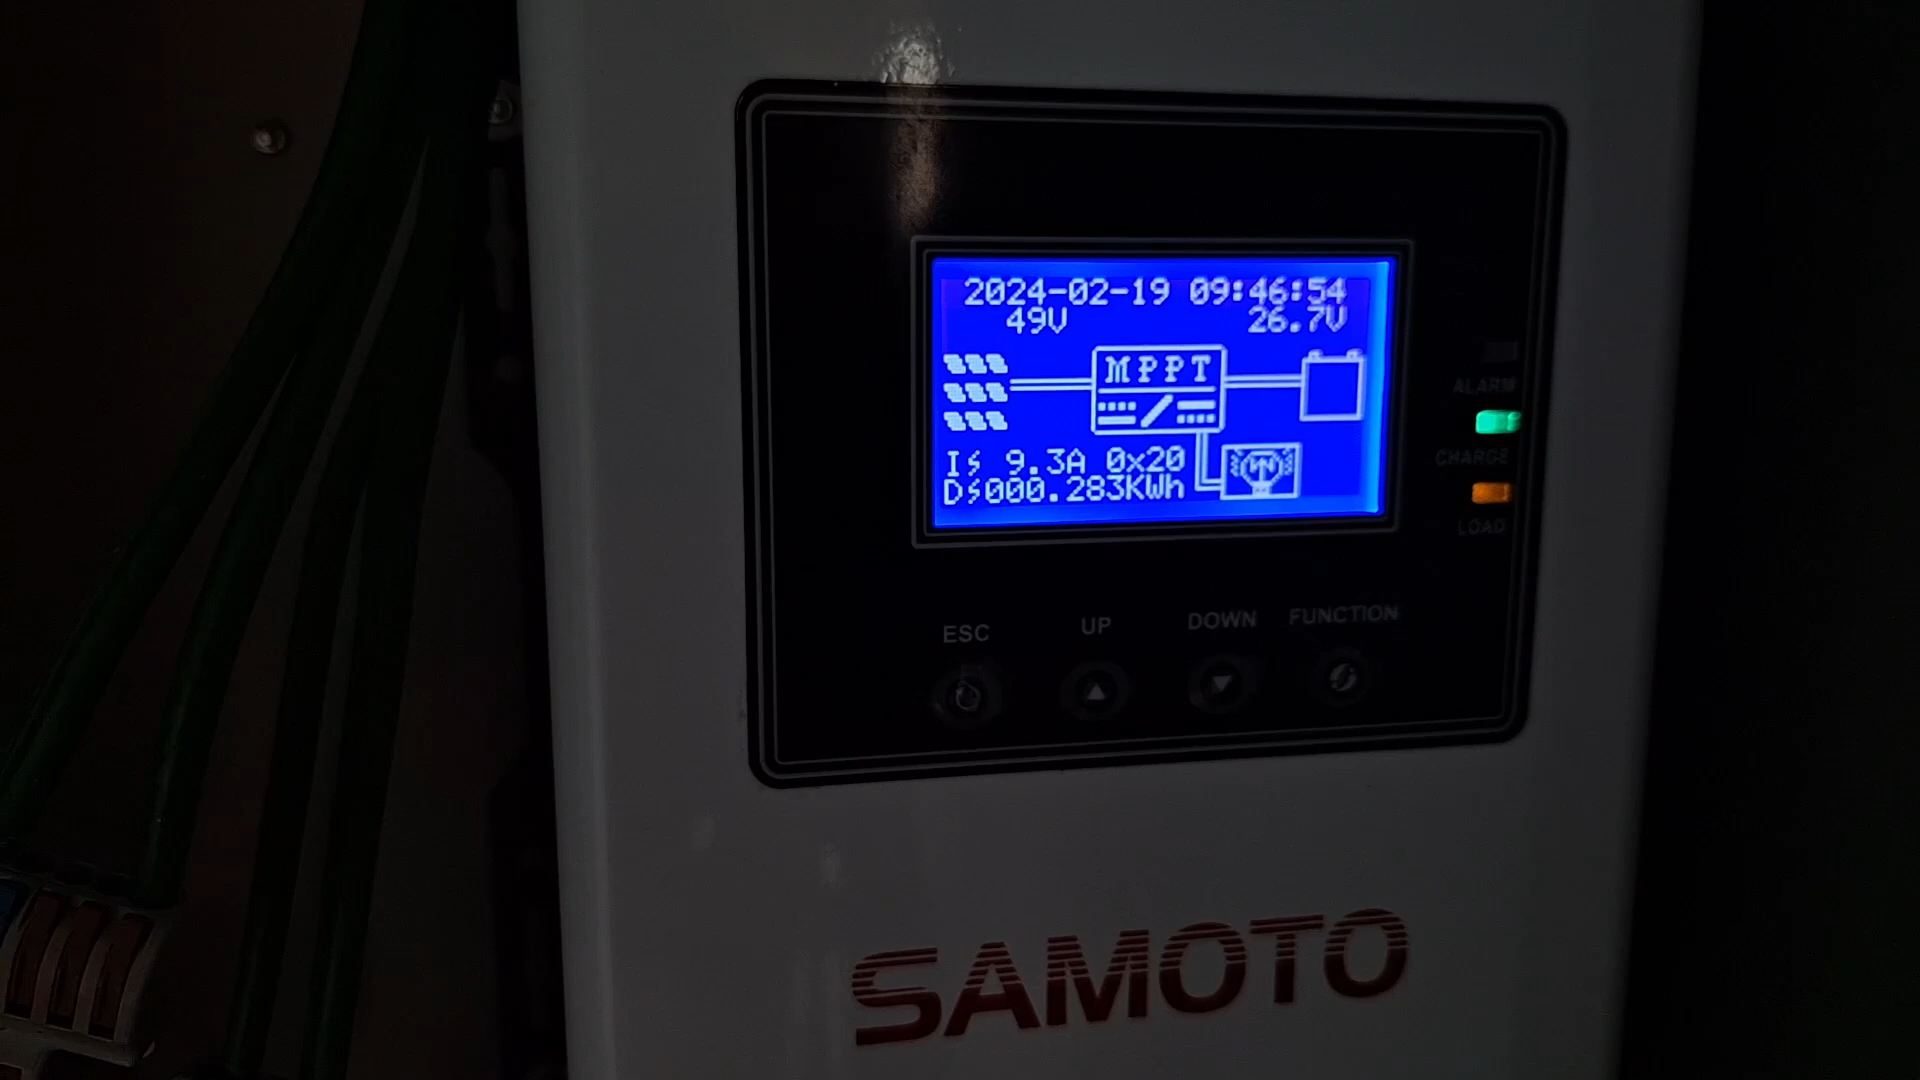 2024-02-19 09:46:54
49V 26.7V
MPPT
I⚡ 9.3A 0x20
D⚡000.283KWh
ALARM
CHARGE
LOAD
ESC UP DOWN FUNCTION
SAMOTO